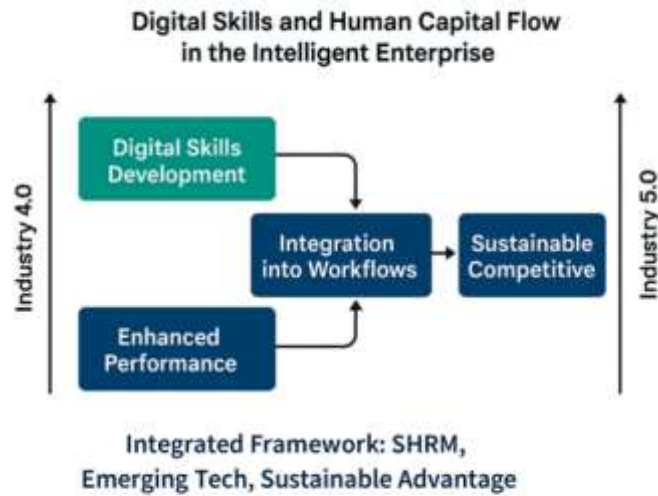 Digital Skills and Human Capital Flow
in the Intelligent Enterprise
Industry 4.0
Digital Skills
Development
Integration
into Workflows
Sustainable
Competitive
Enhanced
Performance
Industry 5.0
Integrated Framework: SHRM,
Emerging Tech, Sustainable Advantage